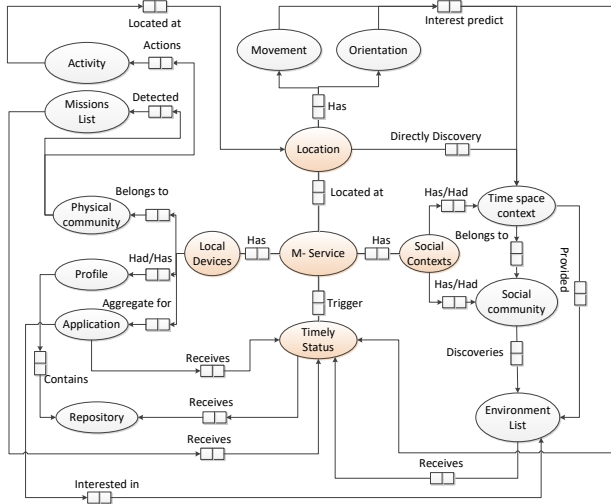 Located at
Interest predict
Movement
Orientation
Activity
Actions
Missions
List
Detected
Has
Location
Directly Discovery
Located at
Physical
community
Belongs to
Has/Had
Time space
context
Local
Devices
Has
M- Service
Has
Social
Contexts
Belongs to
Provided
Profile
Had/Has
Has/Had
Social
community
Application
Aggregate for
Trigger
Timely
Status
Receives
Discoveries
Contains
Repository
Receives
Environment
List
Receives
Receives
Interested in